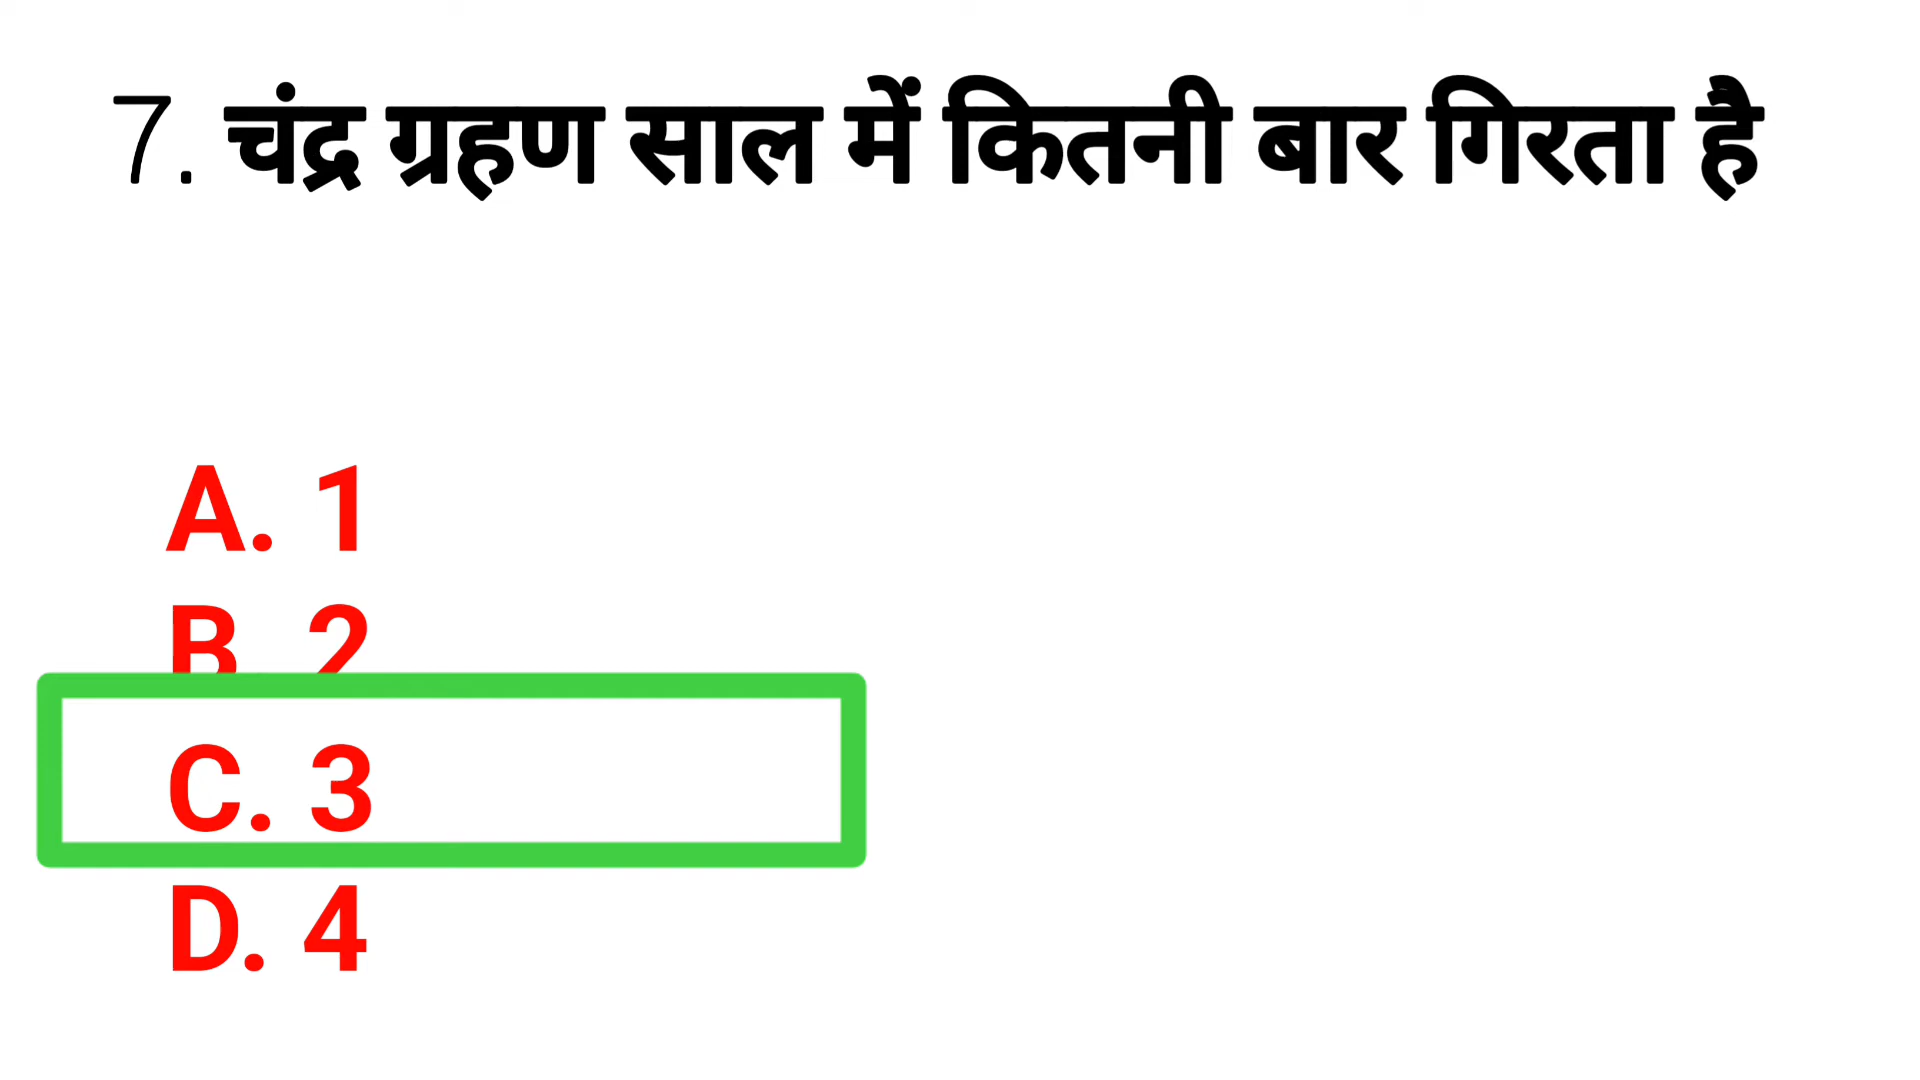 7. चंद्र ग्रहण साल में कितनी बार गिरता है
A. 1
B. 2
C. 3
D. 4